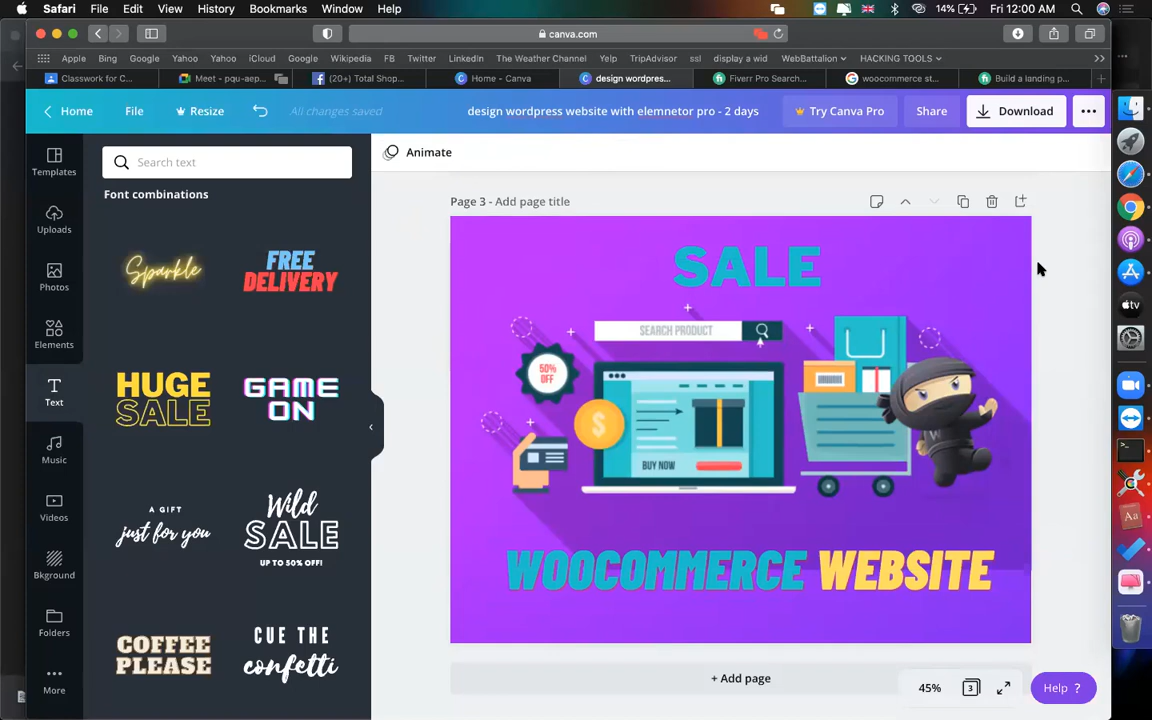 Safari File Edit View History Bookmarks Window Help 14% Fri 12:00 AM
canva.com
Apple Bing Google Yahoo Yahoo iCloud Google Wikipedia FB Twitter LinkedIn The Weather Channel Yelp TripAdvisor ssl display a wid WebBattalion HACKING TOOLS
Classwork for C... Meet - pqu-aep... (20+) Total Shop... Home - Canva design wordpres... Fiverr Pro Search... woocommerce st... Build a landing p...
Home File Resize All changes saved design wordpress website with elemnetor pro - 2 days Try Canva Pro Share Download
Templates
Uploads
Photos
Elements
Text
Music
Videos
Bkground
Folders
More
Search text
Font combinations
Sparkle
FREE
DELIVERY
HUGE
SALE
GAME
ON
A GIFT
just for you
Wild
SALE
UP TO 50% OFF!
COFFEE
PLEASE
CUE THE
confetti
Animate
Page 3 - Add page title
SALE
SEARCH PRODUCT
50%
OFF
$
BUY NOW
W
WOOCOMMERCE WEBSITE
+ Add page
45% 3 Help ?
tv
Aa